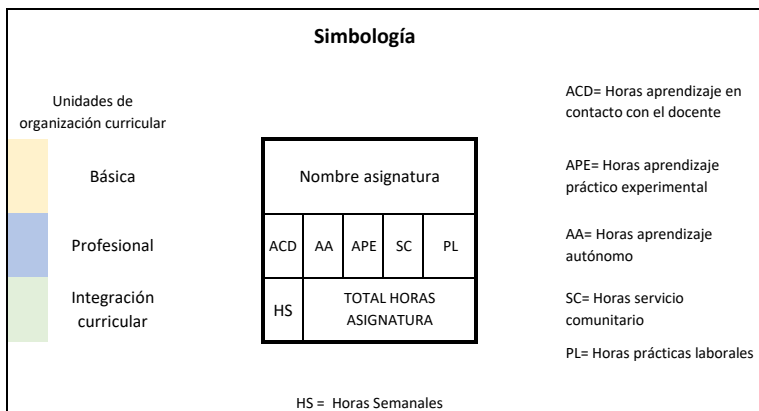 Simbología
Unidades de
organización curricular
Básica
Profesional
Integración
curricular
Nombre asignatura
ACD AA APE SC PL
HS TOTAL HORAS
ASIGNATURA
HS = Horas Semanales
ACD= Horas aprendizaje en
contacto con el docente
APE= Horas aprendizaje
práctico experimental
AA= Horas aprendizaje
autónomo
SC= Horas servicio
comunitario
PL= Horas prácticas laborales